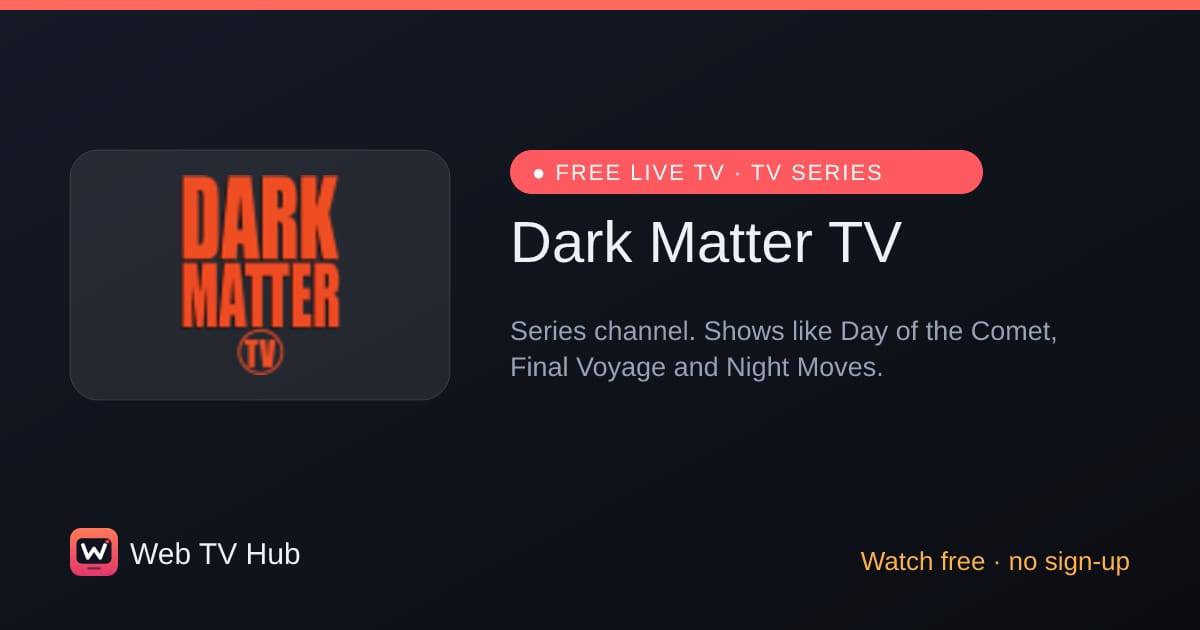 DARK
MATTER
TV
● FREE LIVE TV · TV SERIES
Dark Matter TV
Series channel. Shows like Day of the Comet,
Final Voyage and Night Moves.
W
Web TV Hub
Watch free · no sign-up